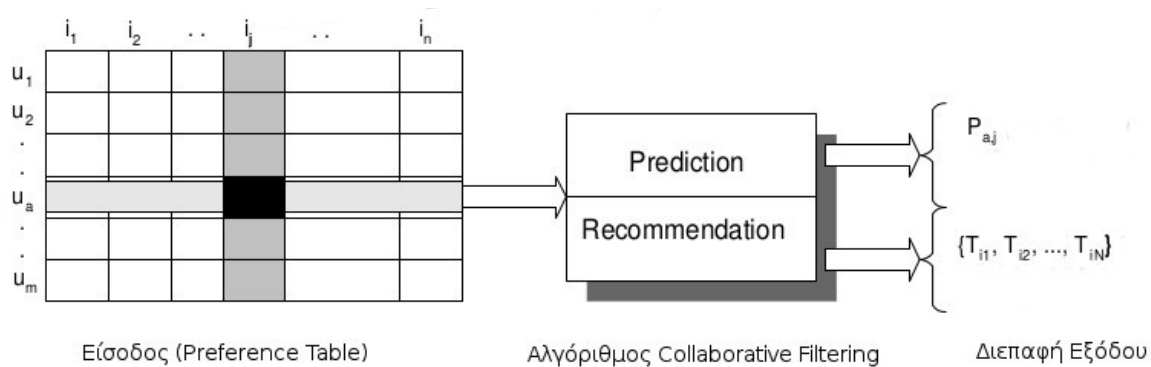 i1 i2 . . ij . . in
u1
u2
.
.
ua
.
.
um
Prediction
Recommendation
Pa,j
{Ti1, Ti2, ..., TiN}
Είσοδος (Preference Table)
Αλγόριθμος Collaborative Filtering
Διεπαφή Εξόδου